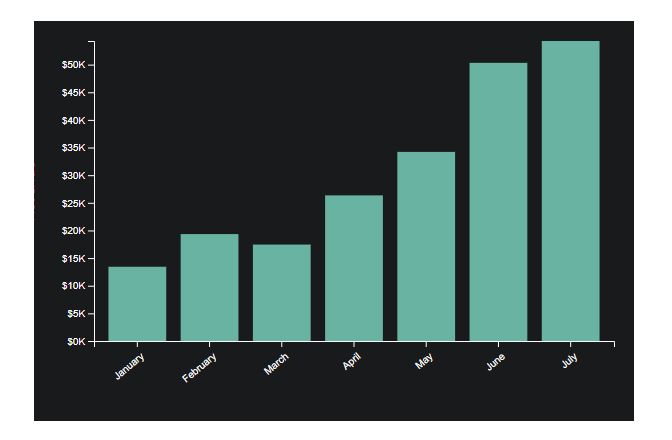 $50K
$45K
$40K
$35K
$30K
$25K
$20K
$15K
$10K
$5K
$0K
January
February
March
April
May
June
July